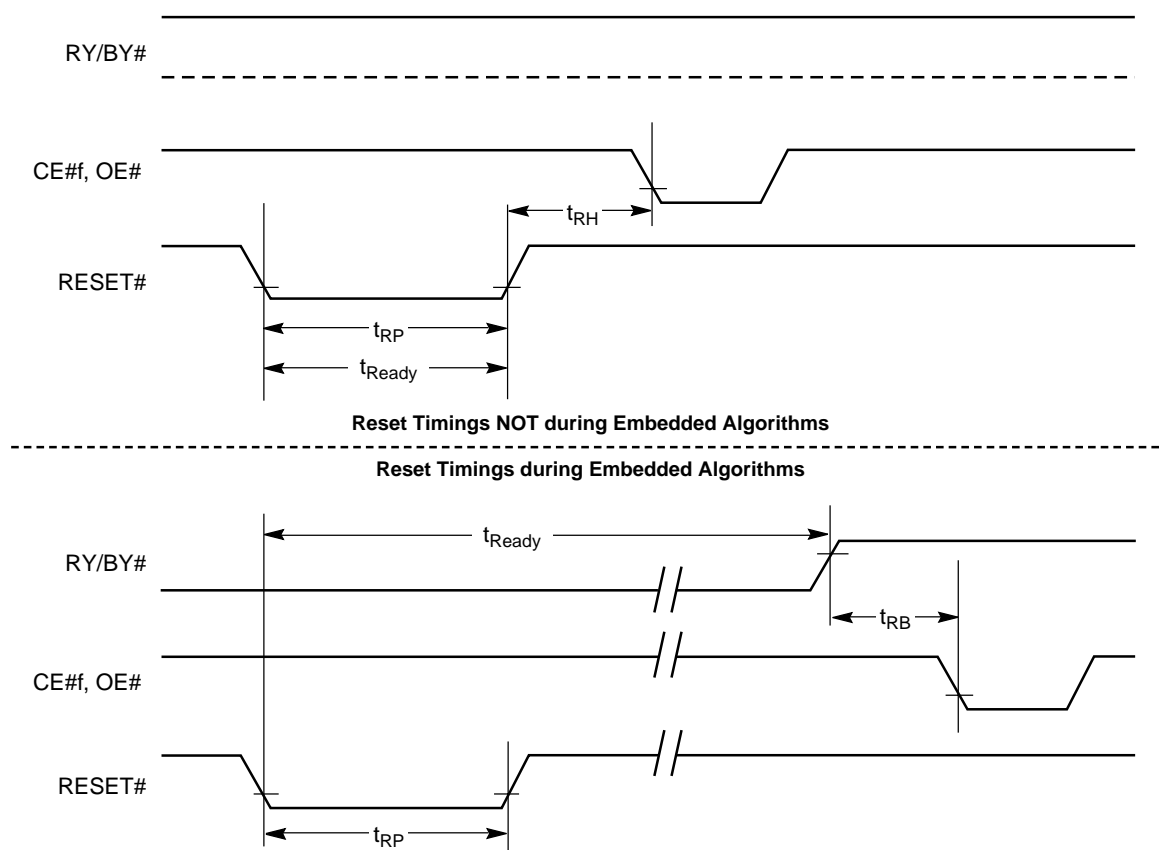 RY/BY#
CE#f, OE#
tRH
RESET#
tRP
tReady
Reset Timings NOT during Embedded Algorithms
Reset Timings during Embedded Algorithms
tReady
RY/BY#
tRB
CE#f, OE#
RESET#
tRP